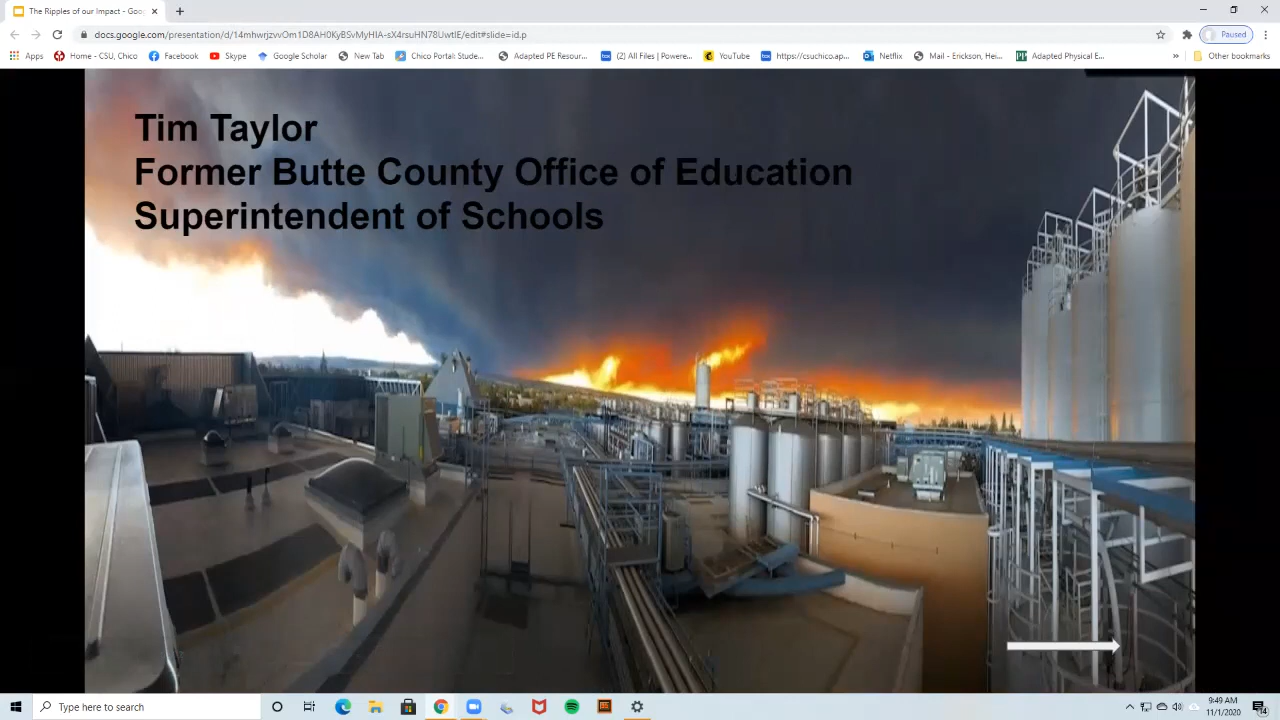 The Ripples of our Impact - Goo
docs.google.com/presentation/d/14mhwrjzvvOm1D8AH0KyBSvMyHIA-sX4rsuHN78UwtIE/edit#slide=id.p
Paused
Apps
Home - CSU, Chico
Facebook
Skype
Google Scholar
New Tab
Chico Portal: Stude...
Adapted PE Resour...
(2) All Files | Powere...
YouTube
https://csuchico.ap...
Netflix
Mail - Erickson, Hei...
Adapted Physical E...
»
Other bookmarks
Tim Taylor
Former Butte County Office of Education
Superintendent of Schools
Type here to search
9:49 AM
11/1/2020